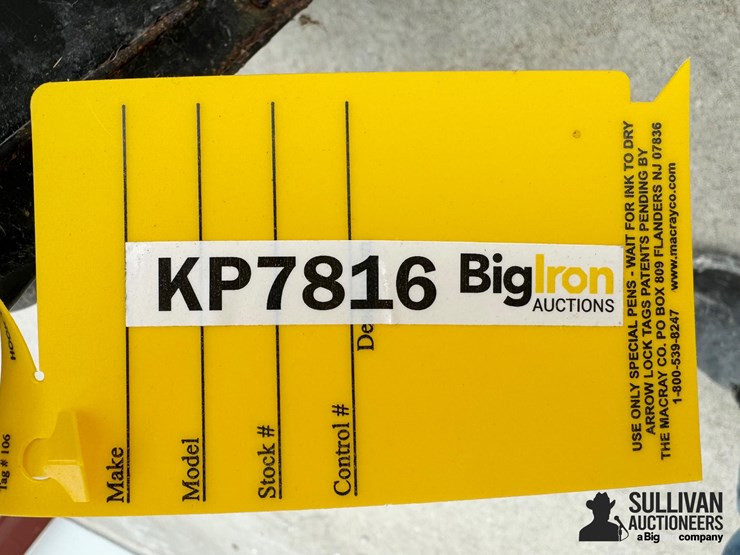 KP7816 BigIron
AUCTIONS
Make
Model
Stock #
Control #
De
USE ONLY SPECIAL PENS - WAIT FOR INK TO DRY
ARROW LOCK TAGS PATENTS PENDING BY
THE MACRAY CO. PO BOX 809 FLANDERS NJ 07836
1-800-539-8247 www.macrayco.com
Tag # 106
SULLIVAN
AUCTIONEERS
a Big company